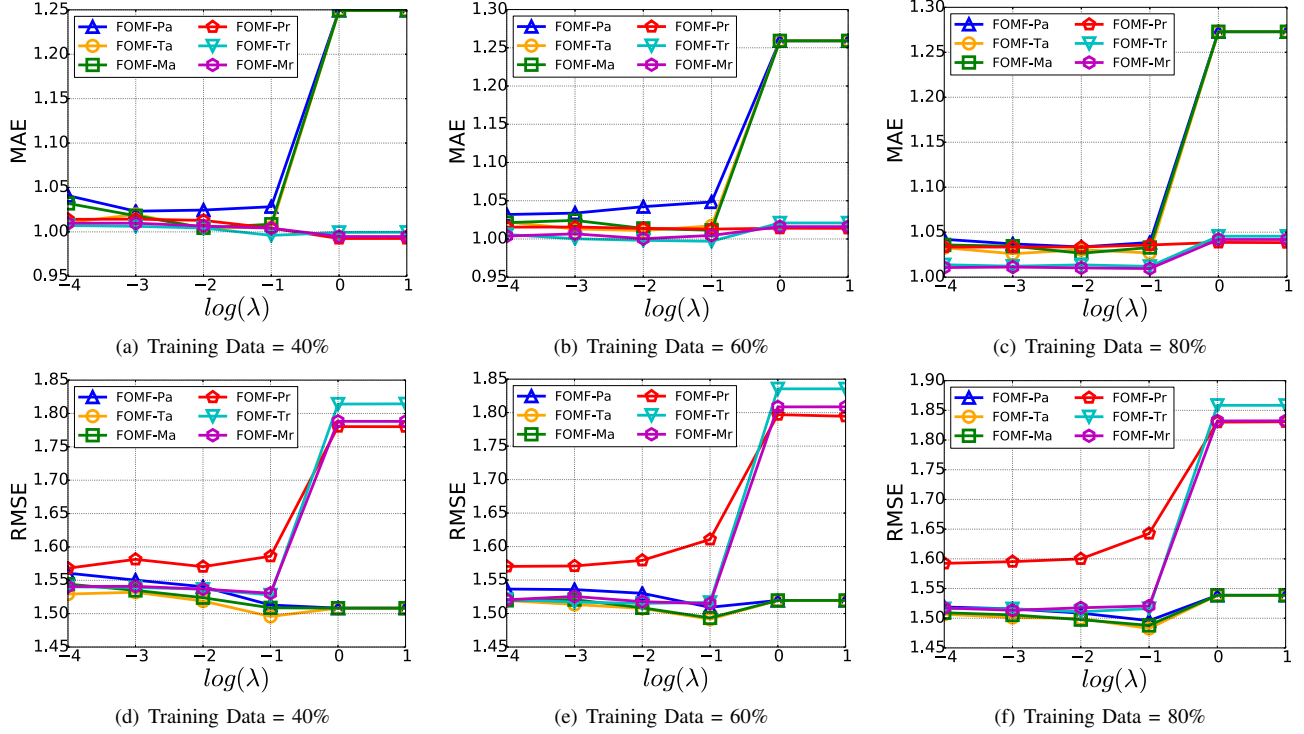 1.25
1.20
1.15
1.10
1.05
1.00
0.95
MAE
FOMF-Pa
FOMF-Pr
FOMF-Ta
FOMF-Tr
FOMF-Ma
FOMF-Mr
−4 −3 −2 −1 0 1
log(λ)
(a) Training Data = 40%
1.30
1.25
1.20
1.15
1.10
1.05
1.00
0.95
MAE
FOMF-Pa
FOMF-Pr
FOMF-Ta
FOMF-Tr
FOMF-Ma
FOMF-Mr
−4 −3 −2 −1 0 1
log(λ)
(b) Training Data = 60%
1.30
1.25
1.20
1.15
1.10
1.05
1.00
MAE
FOMF-Pa
FOMF-Pr
FOMF-Ta
FOMF-Tr
FOMF-Ma
FOMF-Mr
−4 −3 −2 −1 0 1
log(λ)
(c) Training Data = 80%
1.85
1.80
1.75
1.70
1.65
1.60
1.55
1.50
1.45
RMSE
FOMF-Pa
FOMF-Pr
FOMF-Ta
FOMF-Tr
FOMF-Ma
FOMF-Mr
−4 −3 −2 −1 0 1
log(λ)
(d) Training Data = 40%
1.85
1.80
1.75
1.70
1.65
1.60
1.55
1.50
1.45
RMSE
FOMF-Pa
FOMF-Pr
FOMF-Ta
FOMF-Tr
FOMF-Ma
FOMF-Mr
−4 −3 −2 −1 0 1
log(λ)
(e) Training Data = 60%
1.90
1.85
1.80
1.75
1.70
1.65
1.60
1.55
1.50
1.45
RMSE
FOMF-Pa
FOMF-Pr
FOMF-Ta
FOMF-Tr
FOMF-Ma
FOMF-Mr
−4 −3 −2 −1 0 1
log(λ)
(f) Training Data = 80%